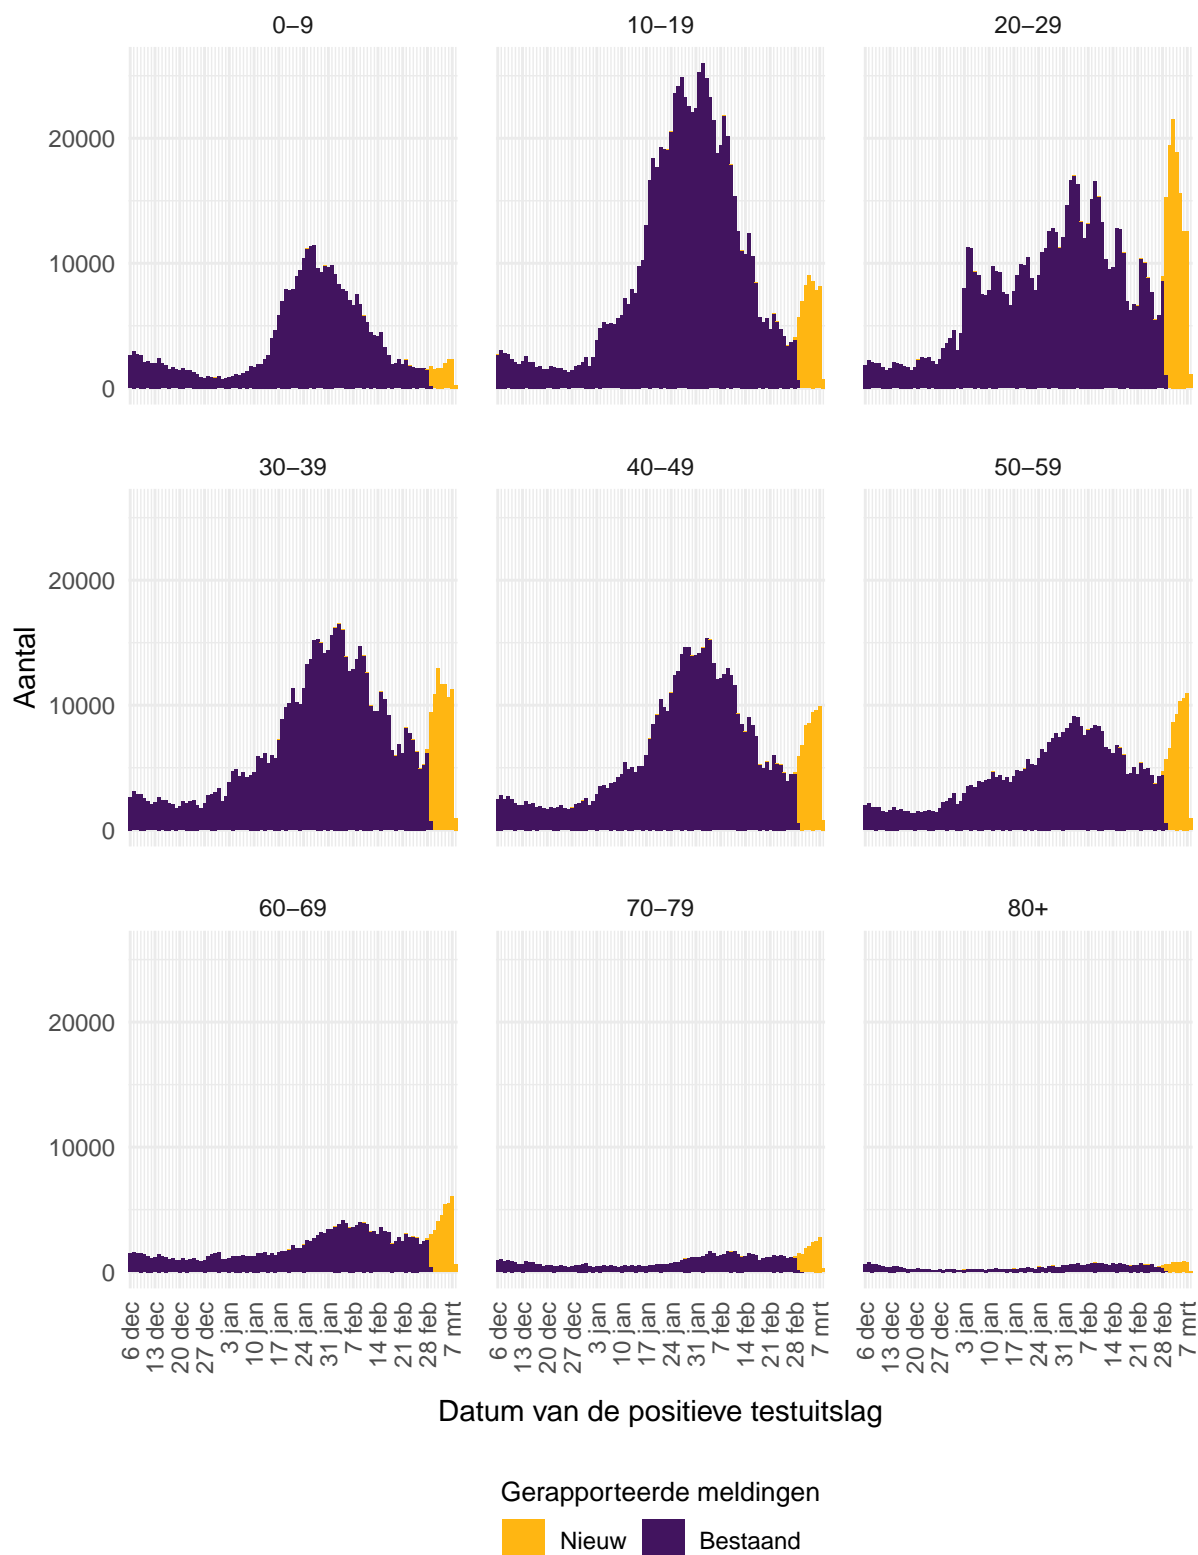 0–9 10–19 20–29
20000
10000
0
30–39 40–49 50–59
20000
10000
0
Aantal
60–69 70–79 80+
20000
10000
0
6 dec 13 dec 20 dec 27 dec 3 jan 10 jan 17 jan 24 jan 31 jan 7 feb 14 feb 21 feb 28 feb 7 mrt 6 dec 13 dec 20 dec 27 dec 3 jan 10 jan 17 jan 24 jan 31 jan 7 feb 14 feb 21 feb 28 feb 7 mrt 6 dec 13 dec 20 dec 27 dec 3 jan 10 jan 17 jan 24 jan 31 jan 7 feb 14 feb 21 feb 28 feb 7 mrt
Datum van de positieve testuitslag
Gerapporteerde meldingen
Nieuw Bestaand